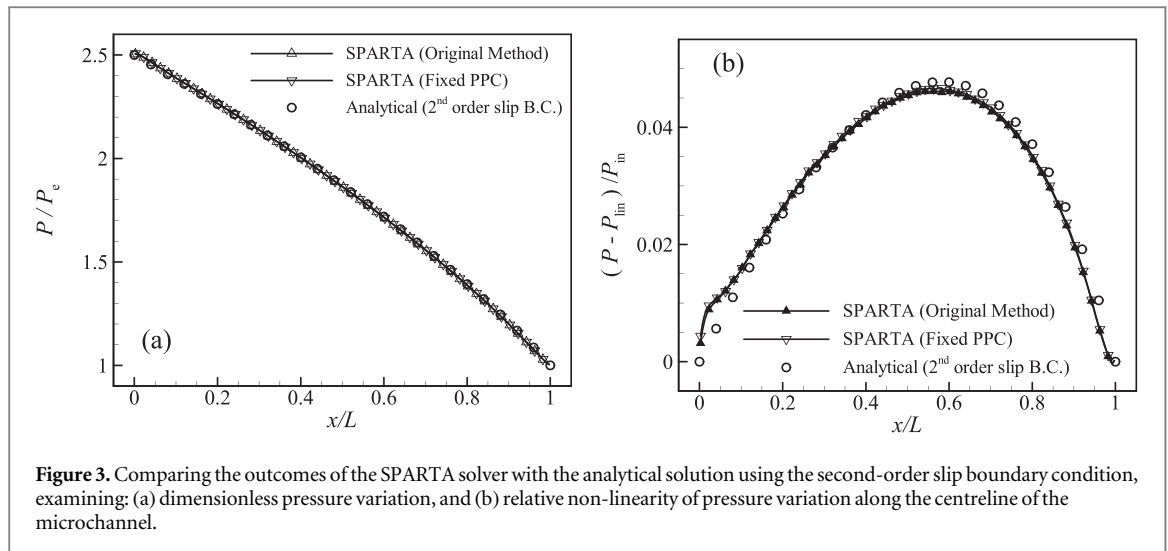 2.5
2
1.5
1
P / Pₑ
SPARTA (Original Method)
SPARTA (Fixed PPC)
Analytical (2ⁿᵈ order slip B.C.)
(a)
0 0.2 0.4 0.6 0.8 1
x/L
(b)
0.04
0.02
0
( P - Pₗᵢₙ ) /Pᵢₙ
SPARTA (Original Method)
SPARTA (Fixed PPC)
Analytical (2ⁿᵈ order slip B.C.)
0 0.2 0.4 0.6 0.8 1
x/L
Figure 3. Comparing the outcomes of the SPARTA solver with the analytical solution using the second-order slip boundary condition,
examining: (a) dimensionless pressure variation, and (b) relative non-linearity of pressure variation along the centreline of the
microchannel.